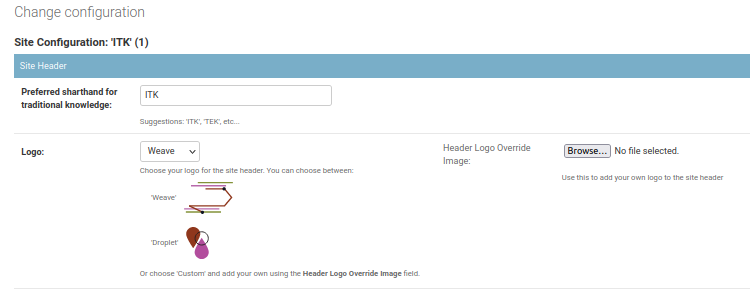 Change configuration
Site Configuration: 'ITK' (1)
Site Header
Preferred sharthand for
traditional knowledge:
ITK
Suggestions: 'ITK', 'TEK', etc...
Logo:
Weave
Header Logo Override
Image:
Browse... No file selected.
Choose your logo for the site header. You can choose between:
Use this to add your own logo to the site header
'Weave'
'Droplet'
Or choose 'Custom' and add your own using the Header Logo Override Image field.